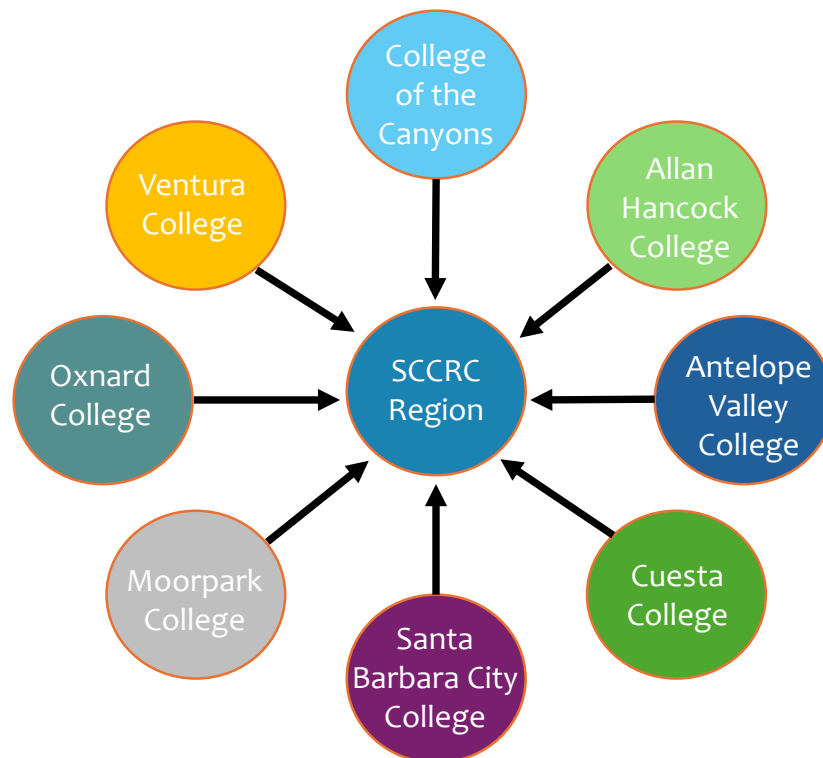 College
of the
Canyons
Allan
Hancock
College
Ventura
College
SCCRC
Region
Antelope
Valley
College
Oxnard
College
Cuesta
College
Moorpark
College
Santa
Barbara City
College